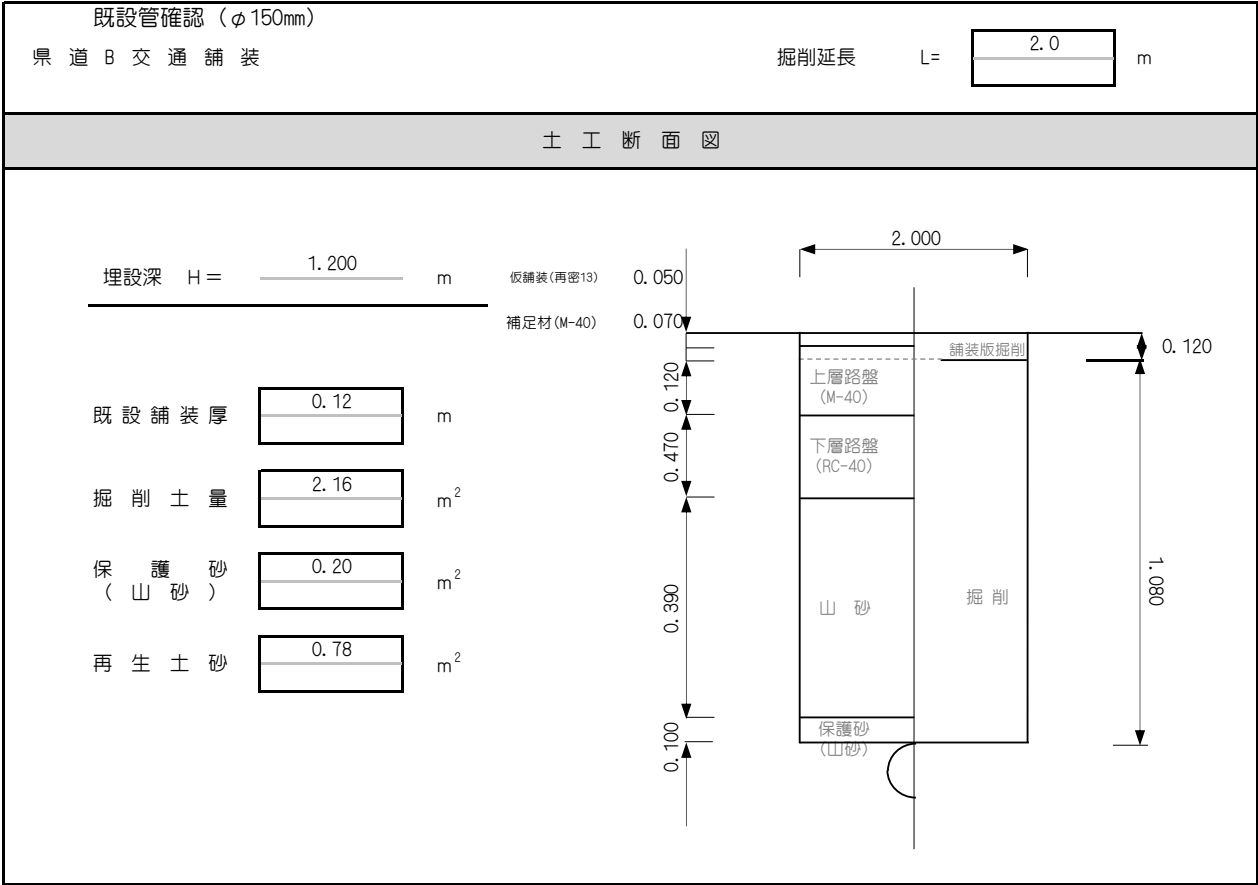 既設管確認（φ150㎜）
県道B交通舗装
掘削延長 L= 2.0 m
土工断面図
埋設深 H＝ 1.200 m
仮舗装(再密13) 0.050
補足材(M-40) 0.070
2.000
舗装版掘削
0.120
既設舗装厚 0.12 m
0.120
上層路盤
(M-40)
0.470
下層路盤
(RC-40)
掘削土量 2.16 m²
保護砂
(山砂) 0.20 m²
0.390
山砂
掘削
1.080
再生土砂 0.78 m²
0.100
保護砂
(山砂)